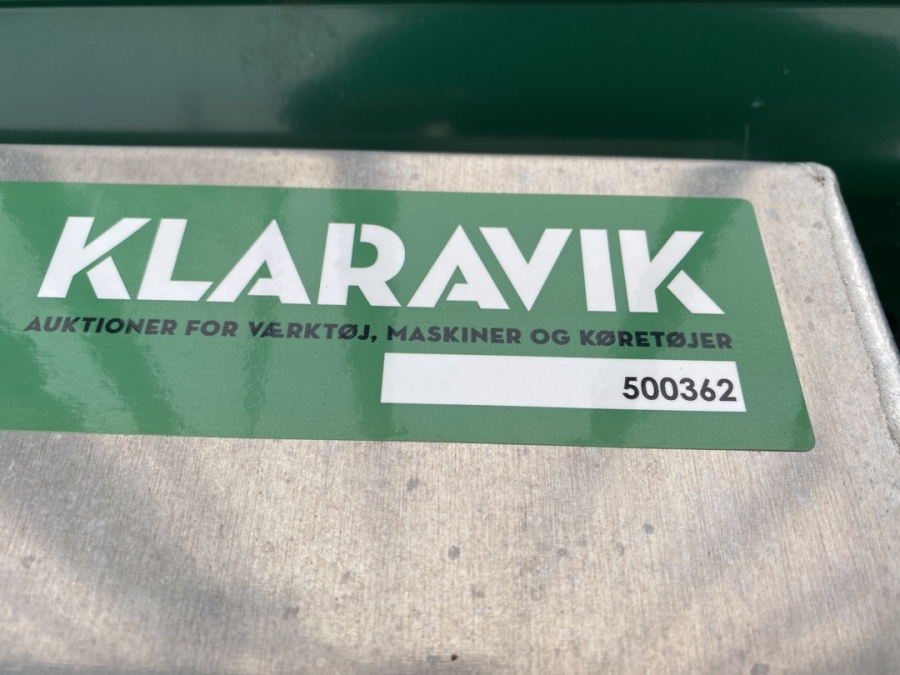 KLARAVIK
AUKTIONER FOR VÆRKTØJ, MASKINER OG KØRETØJER
500362